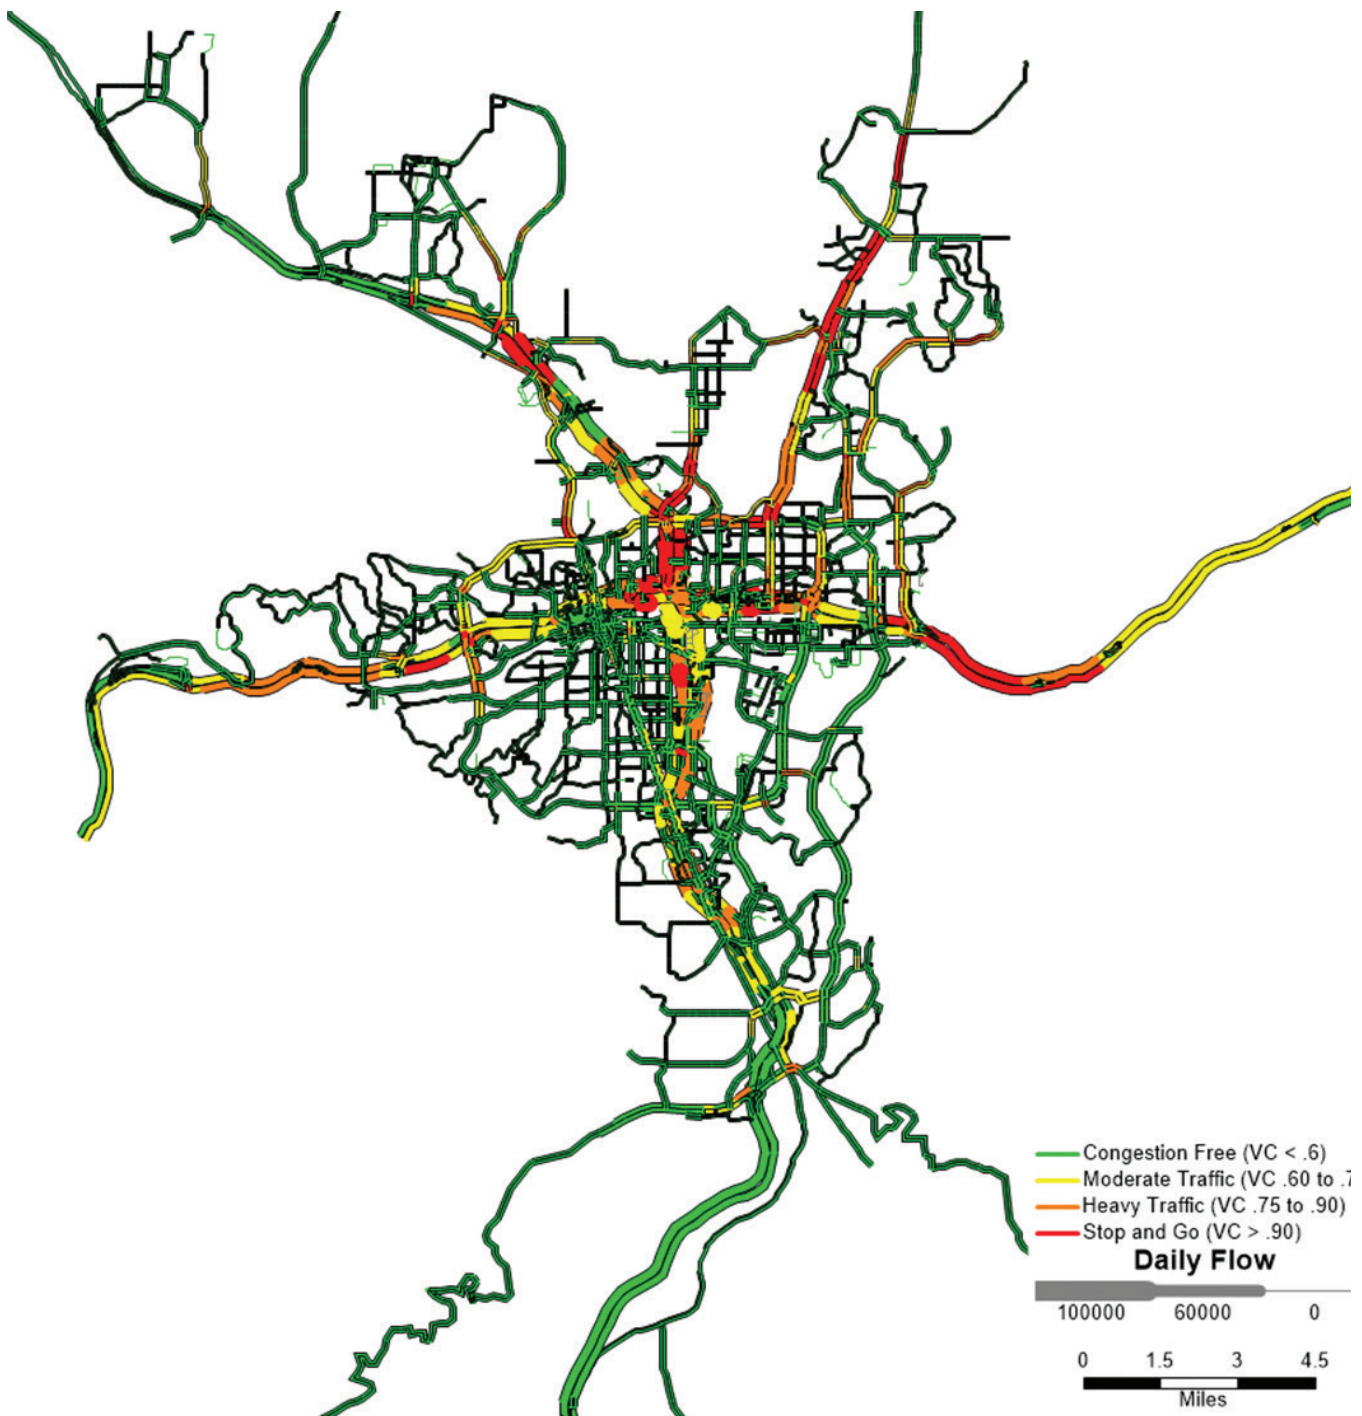 Congestion Free (VC < .6)
Moderate Traffic (VC .60 to .7
Heavy Traffic (VC .75 to .90)
Stop and Go (VC > .90)
Daily Flow
100000 60000 0
0 1.5 3 4.5
Miles